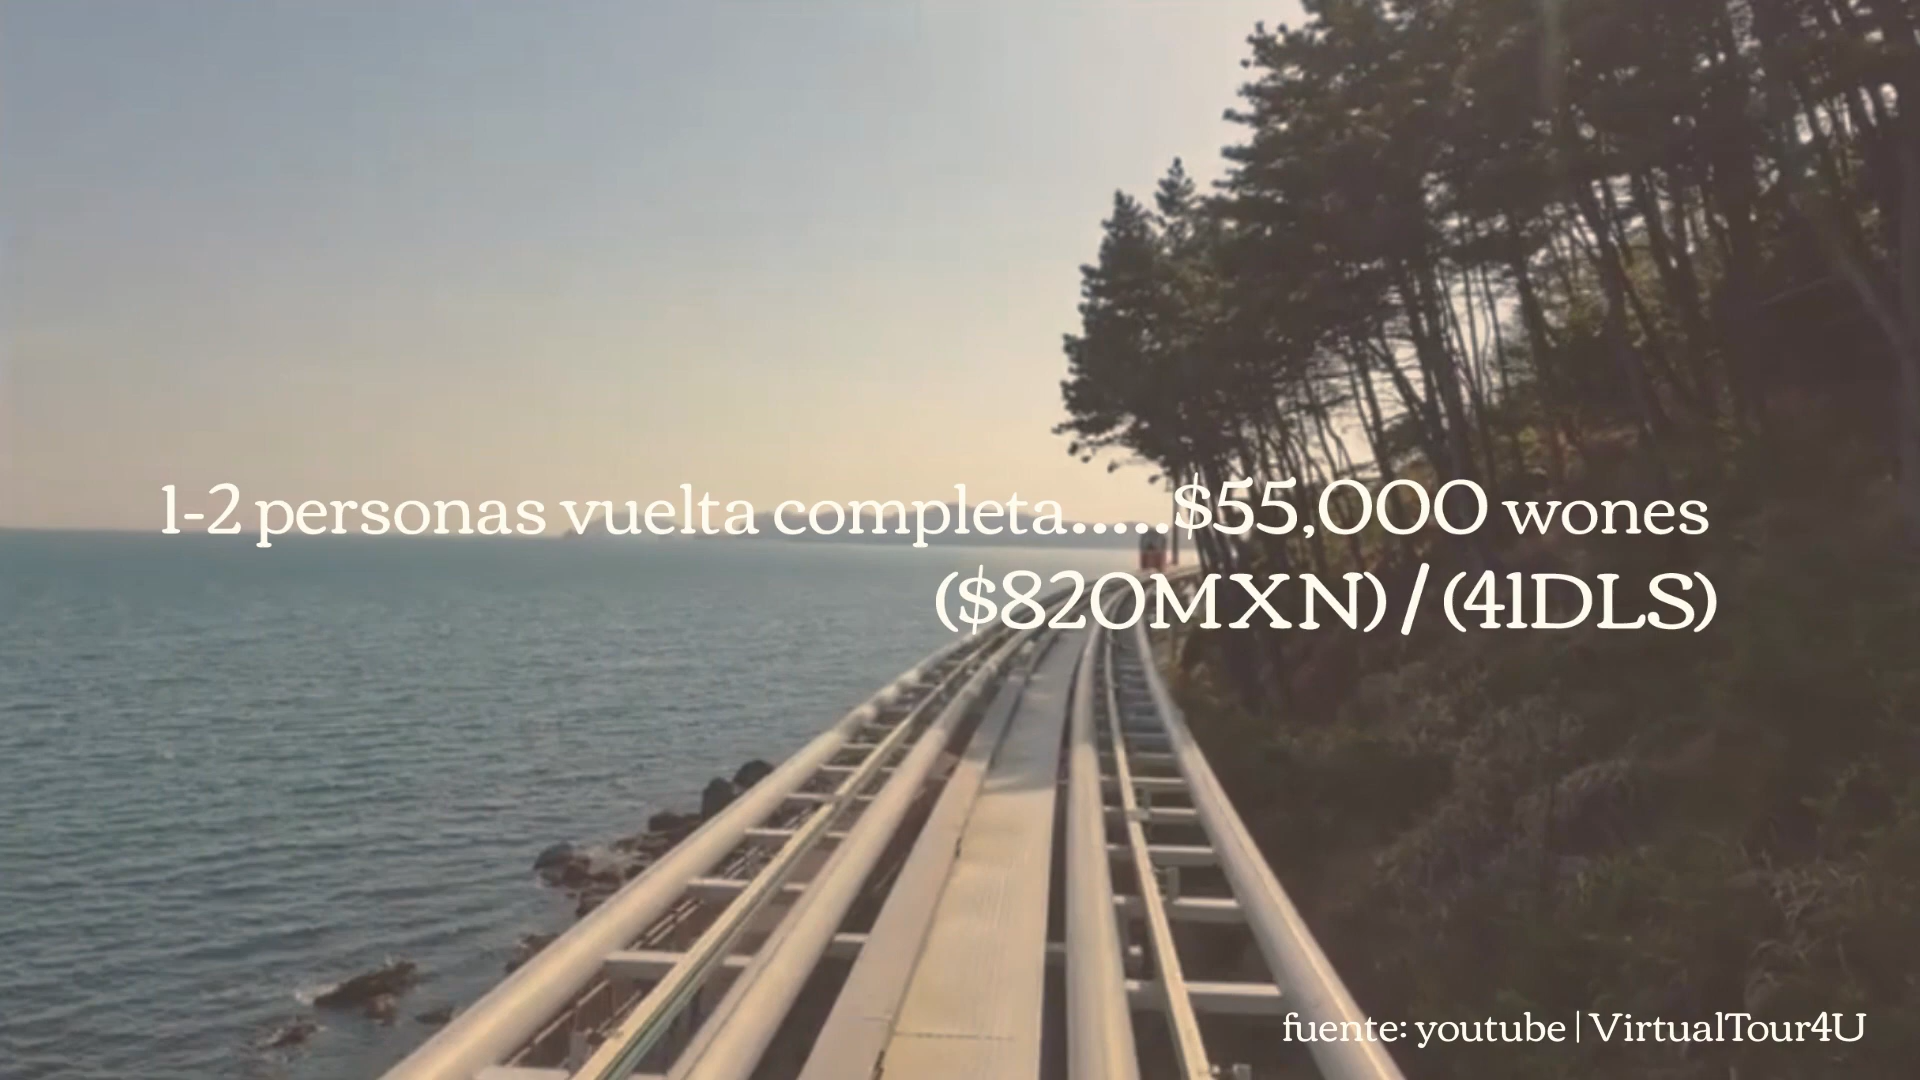 1-2 personas vuelta completa.....$55,000 wones
($820MXN) / (41DLS)
fuente: youtube | VirtualTour4U